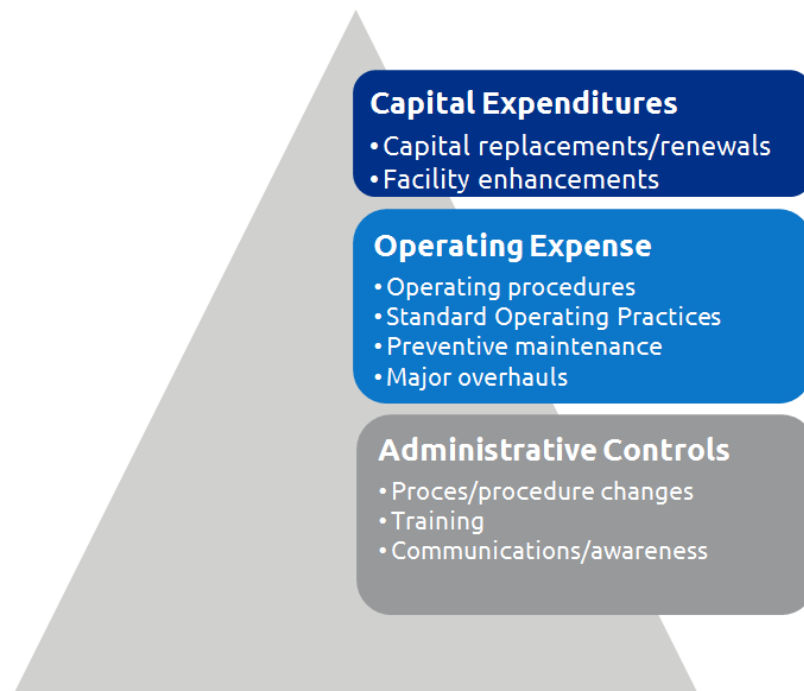 Capital Expenditures
•Capital replacements/renewals
•Facility enhancements
Operating Expense
•Operating procedures
•Standard Operating Practices
•Preventive maintenance
•Major overhauls
Administrative Controls
•Proces/procedure changes
•Training
•Communications/awareness